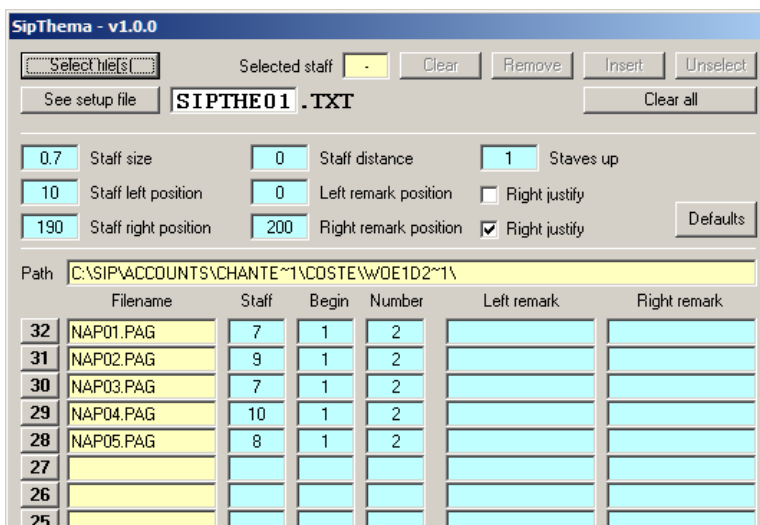 SipThema - v1.0.0
Select file[s] Selected staff - Clear Remove Insert Unselect
See setup file SIPTHE01 .TXT Clear all
0.7 Staff size 0 Staff distance 1 Staves up
10 Staff left position 0 Left remark position Right justify
190 Staff right position 200 Right remark position Right justify Defaults
Path C:\SIP\ACCOUNTS\CHANTE~1\COSTE\WOE1D2~1\
Filename Staff Begin Number Left remark Right remark
32 NAP01.PAG 7 1 2
31 NAP02.PAG 9 1 2
30 NAP03.PAG 7 1 2
29 NAP04.PAG 10 1 2
28 NAP05.PAG 8 1 2
27
26
25